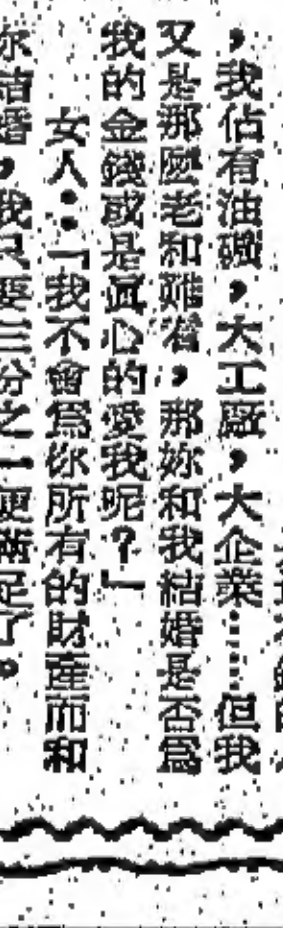 ，我佔有油礦，大工廠，大企業……但我
又是那麼老和難看，那妳和我結婚是否爲
我的金錢或是眞心的愛我呢？」
女人：「我不會爲你所有的財產而和
你結婚，我只要三份之一便滿足了。